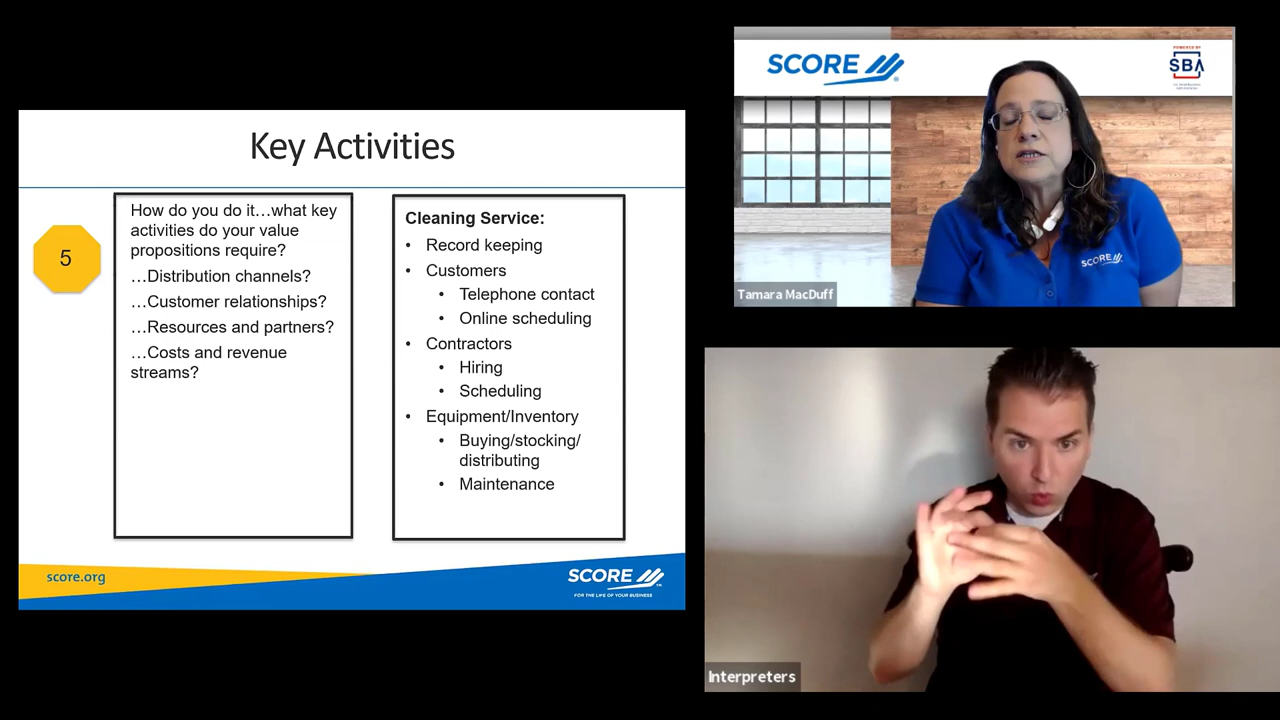 Key Activities
5
How do you do it…what key
activities do your value
propositions require?
…Distribution channels?
…Customer relationships?
…Resources and partners?
…Costs and revenue
streams?
Cleaning Service:
• Record keeping
• Customers
• Telephone contact
• Online scheduling
• Contractors
• Hiring
• Scheduling
• Equipment/Inventory
• Buying/stocking/
distributing
• Maintenance
score.org
SCORE
FOR THE LIFE OF YOUR BUSINESS
SCORE
POWERED BY
SBA
SCORE
Tamara MacDuff
Interpreters